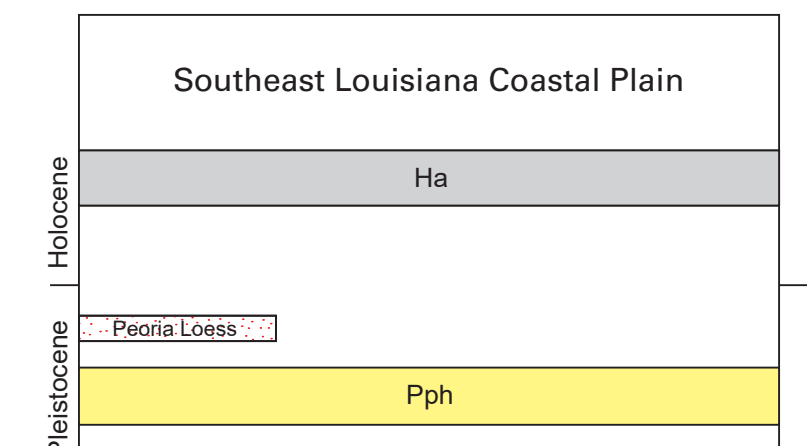 Southeast Louisiana Coastal Plain
Holocene
Ha
Peoria Loess
Pleistocene
Pph